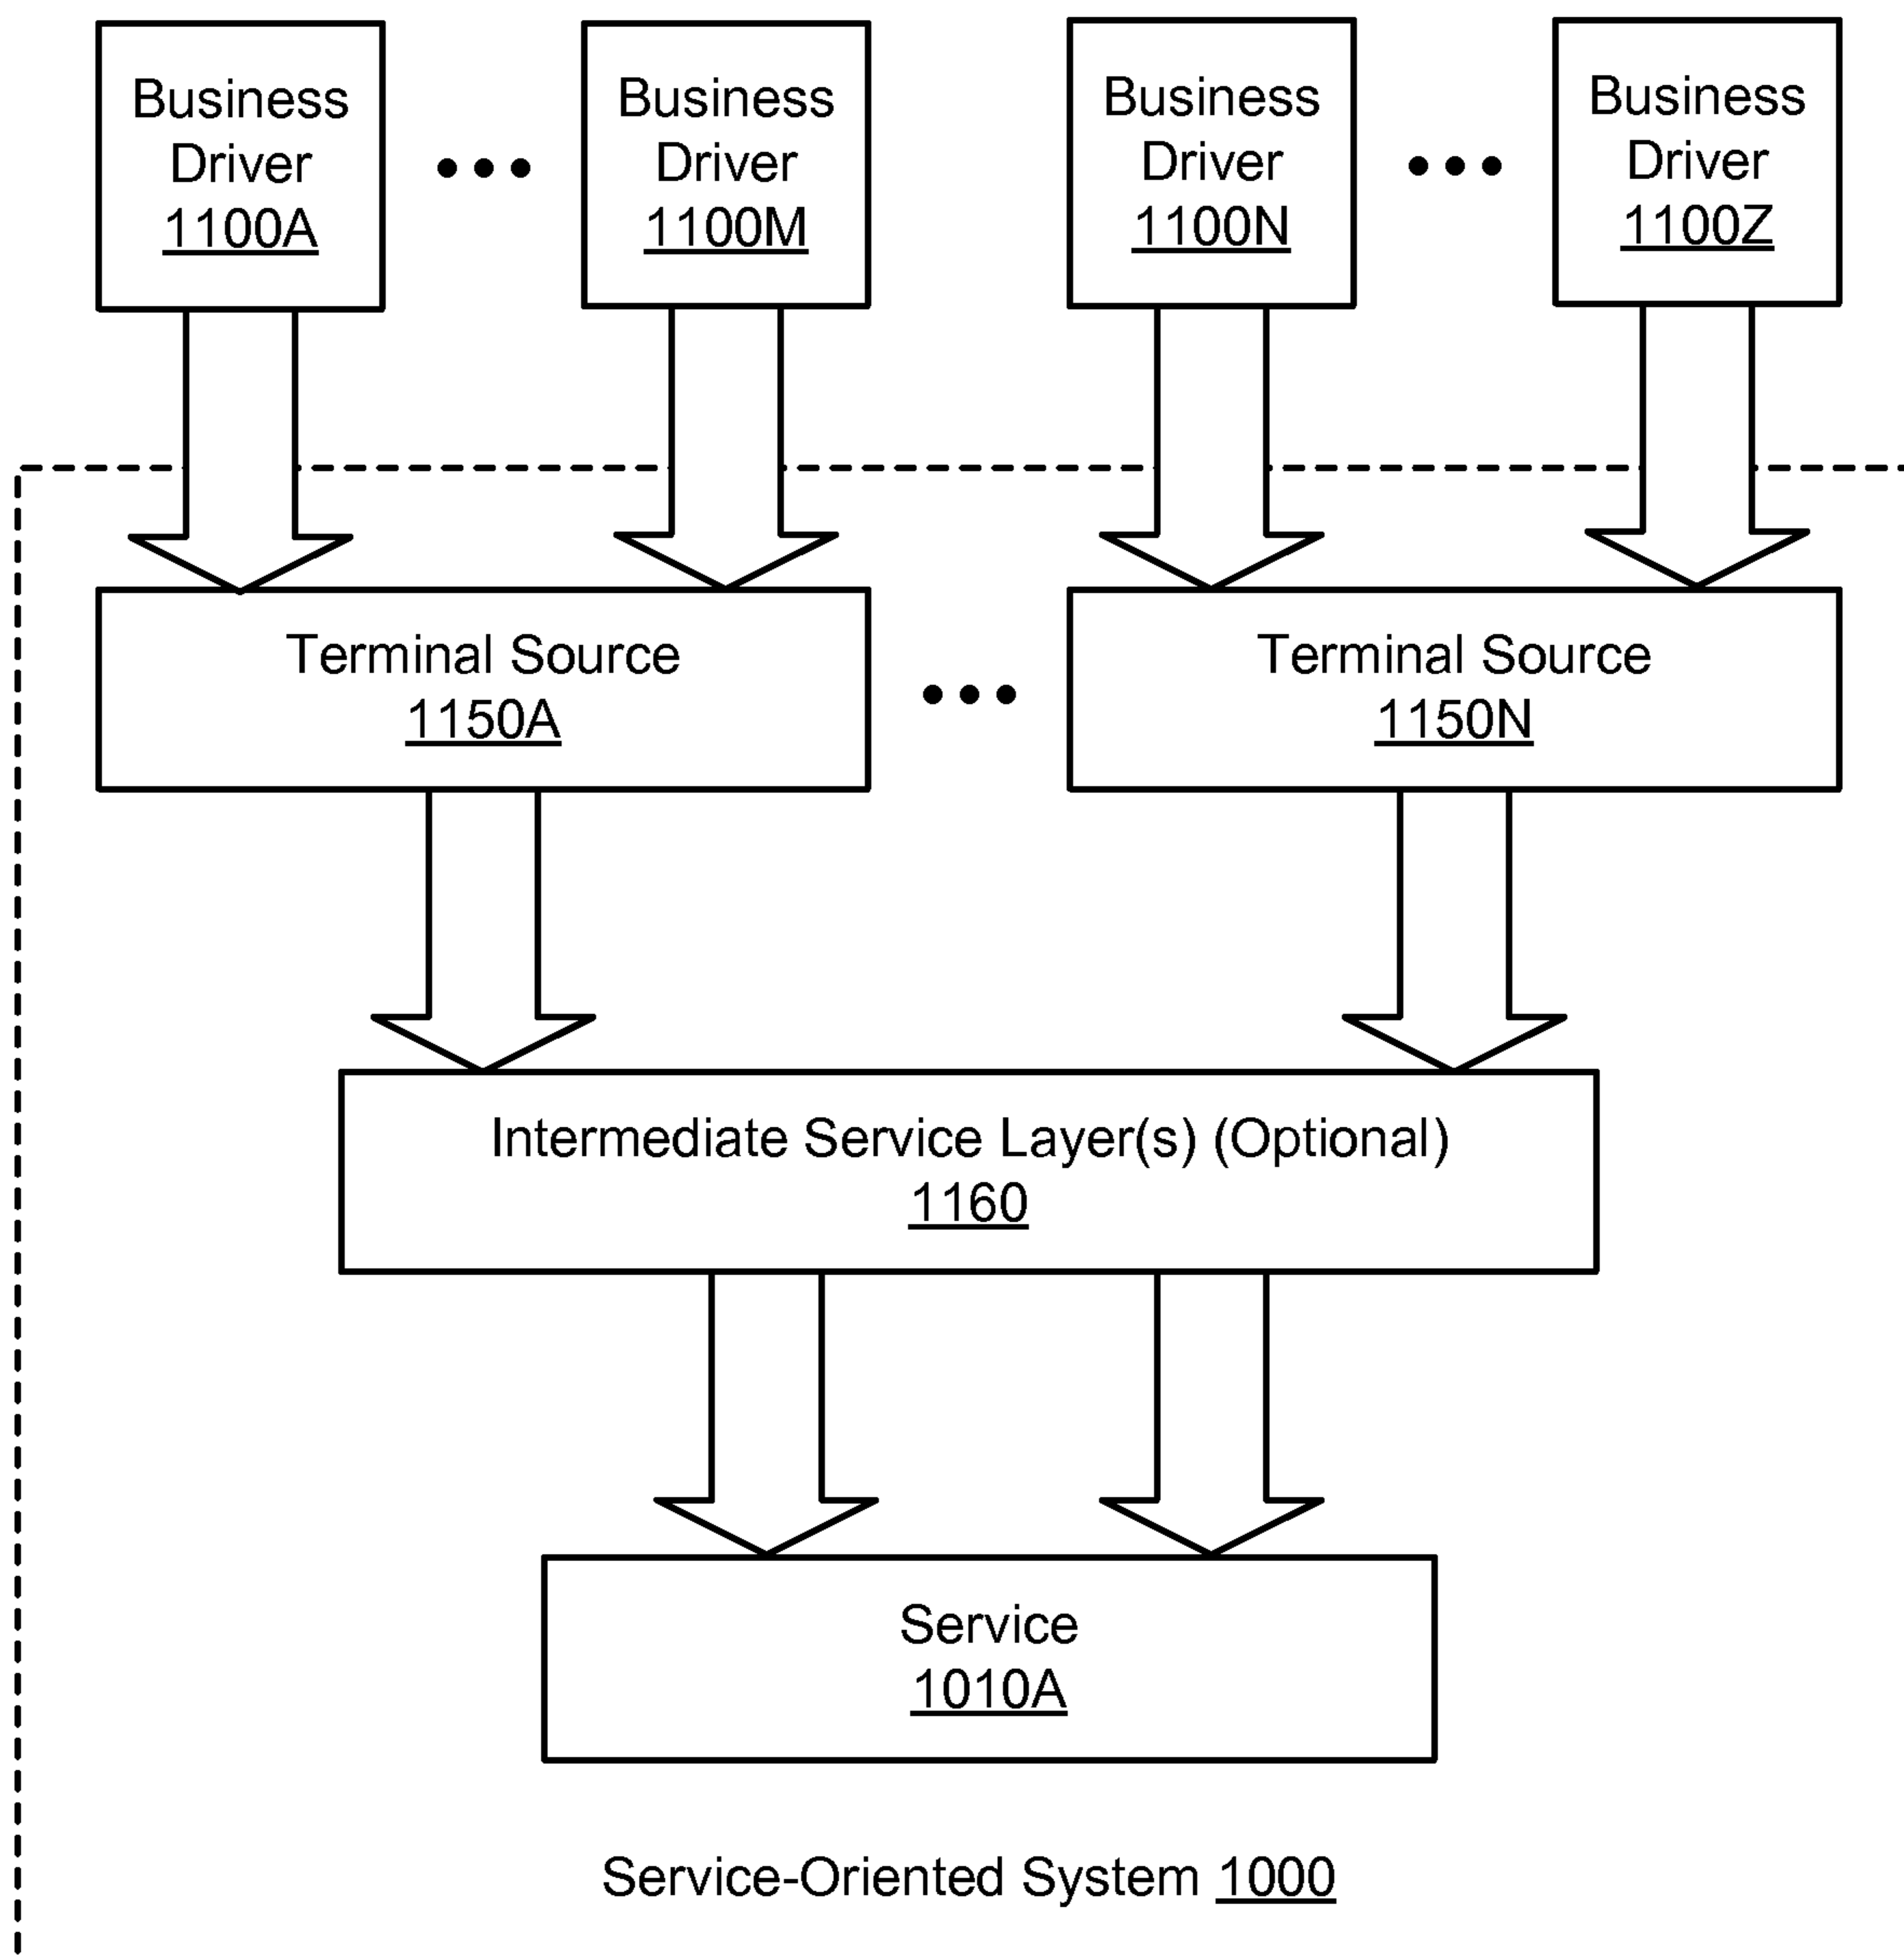 Business
Driver
1100A
Business
Driver
1100M
Business
Driver
1100N
Business
Driver
1100Z
Terminal Source
1150A
Terminal Source
1150N
Intermediate Service Layer(s) (Optional)
1160
Service
1010A
Service-Oriented System 1000